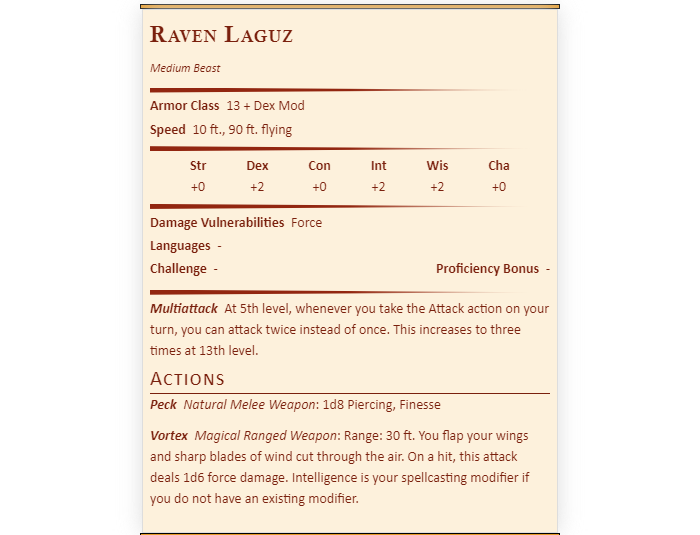 Raven Laguz
Medium Beast
Armor Class 13 + Dex Mod
Speed 10 ft., 90 ft. flying
Str Dex Con Int Wis Cha
+0 +2 +0 +2 +2 +0
Damage Vulnerabilities Force
Languages -
Challenge - Proficiency Bonus -
Multiattack At 5th level, whenever you take the Attack action on your
turn, you can attack twice instead of once. This increases to three
times at 13th level.
Actions
Peck Natural Melee Weapon: 1d8 Piercing, Finesse
Vortex Magical Ranged Weapon: Range: 30 ft. You flap your wings
and sharp blades of wind cut through the air. On a hit, this attack
deals 1d6 force damage. Intelligence is your spellcasting modifier if
you do not have an existing modifier.